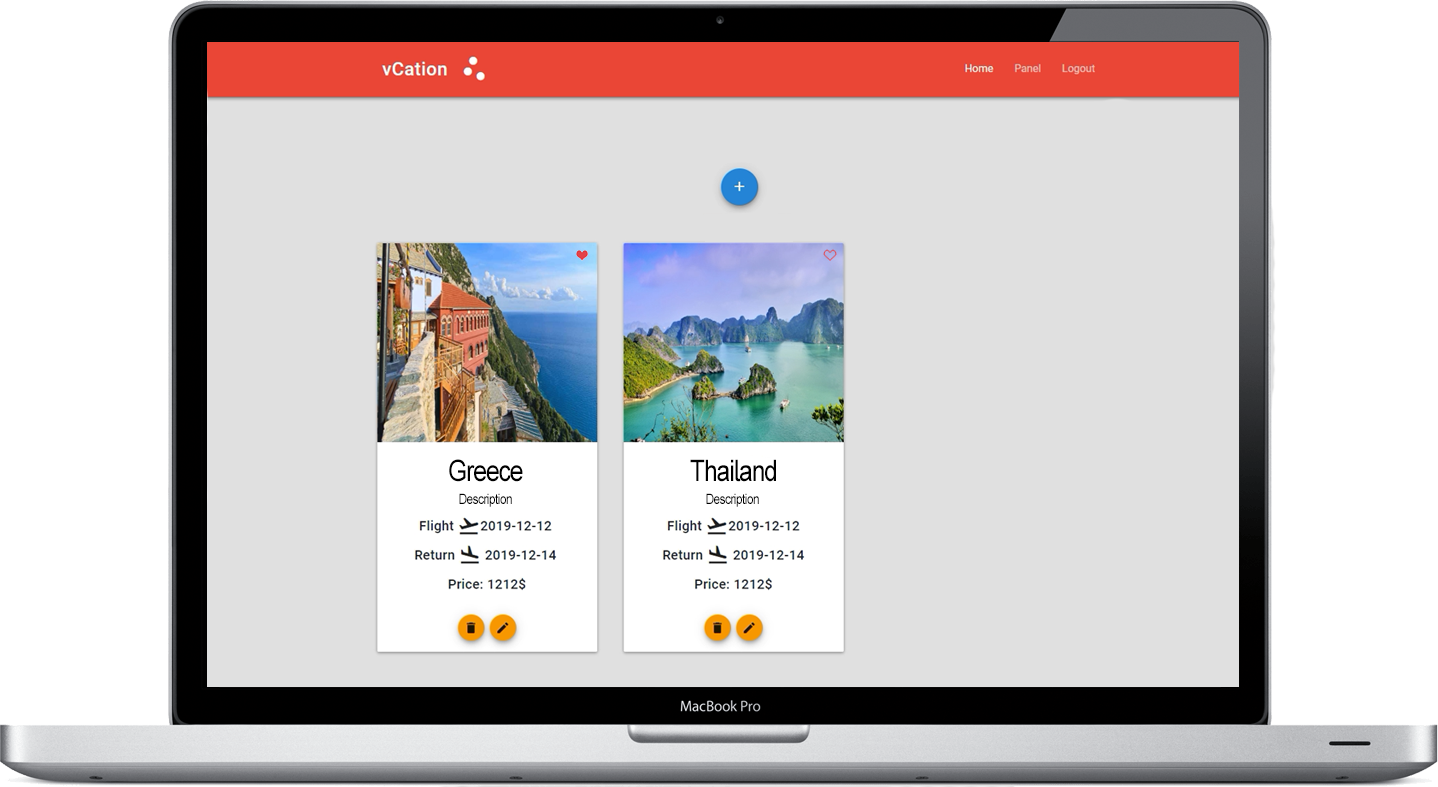 vCation
Home Panel Logout
+
Greece
Description
Flight 2019-12-12
Return 2019-12-14
Price: 1212$
Thailand
Description
Flight 2019-12-12
Return 2019-12-14
Price: 1212$
MacBook Pro